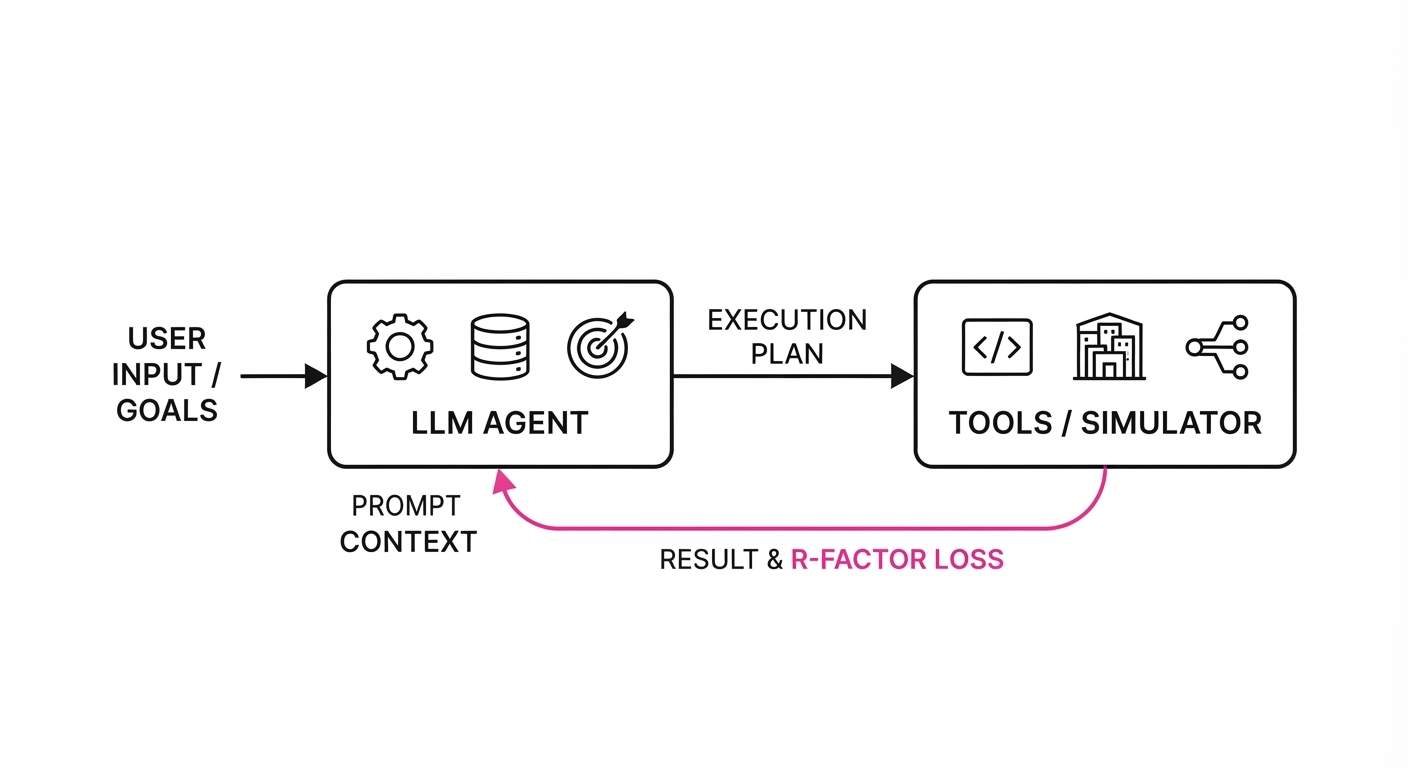 USER
INPUT /
GOALS
LLM AGENT
EXECUTION
PLAN
</>
TOOLS / SIMULATOR
PROMPT
CONTEXT
RESULT & R-FACTOR LOSS